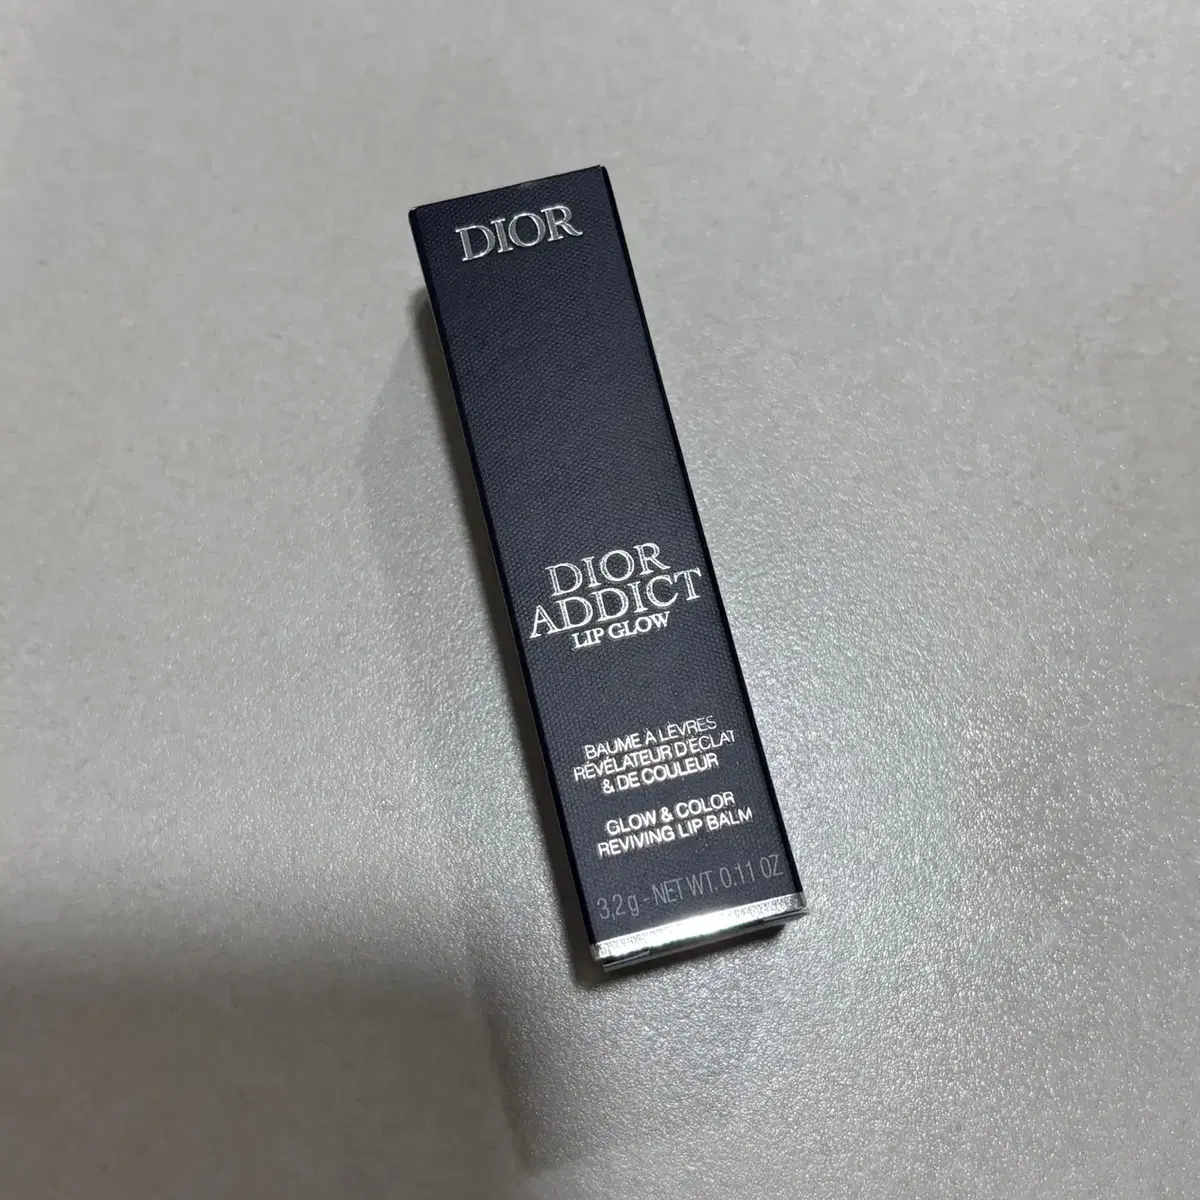 DIOR
DIOR
ADDICT
LIP GLOW
BAUME À LÈVRES
RÉVÉLATEUR D'ÉCLAT
& DE COULEUR
GLOW & COLOR
REVIVING LIP BALM
3,2 g - NET WT. 0.11 OZ